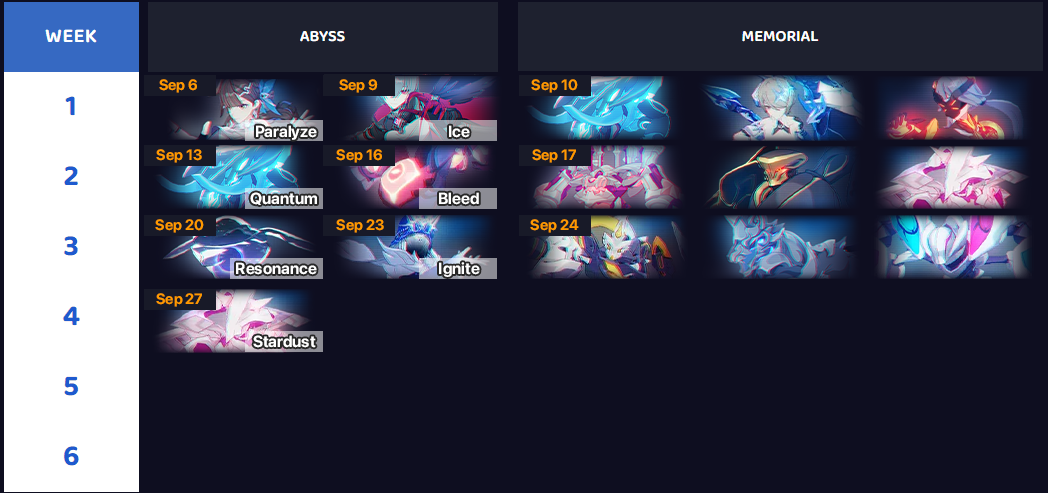 WEEK ABYSS MEMORIAL
1 Sep 6 Paralyze Sep 9 Ice Sep 10
2 Sep 13 Quantum Sep 16 Bleed Sep 17
3 Sep 20 Resonance Sep 23 Ignite Sep 24
4 Sep 27 Stardust
5
6